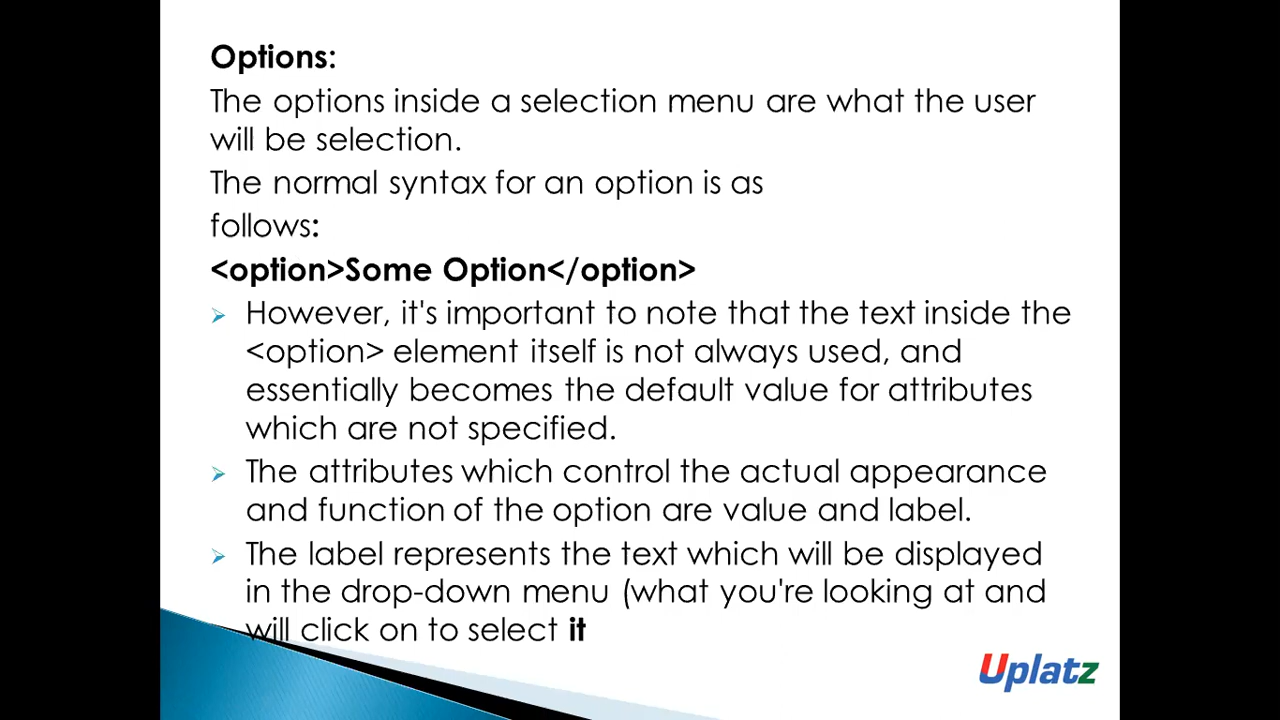 Options:
The options inside a selection menu are what the user
will be selection.
The normal syntax for an option is as
follows:
<option>Some Option</option>
However, it's important to note that the text inside the
<option> element itself is not always used, and
essentially becomes the default value for attributes
which are not specified.
The attributes which control the actual appearance
and function of the option are value and label.
The label represents the text which will be displayed
in the drop-down menu (what you're looking at and
will click on to select it
Uplatz